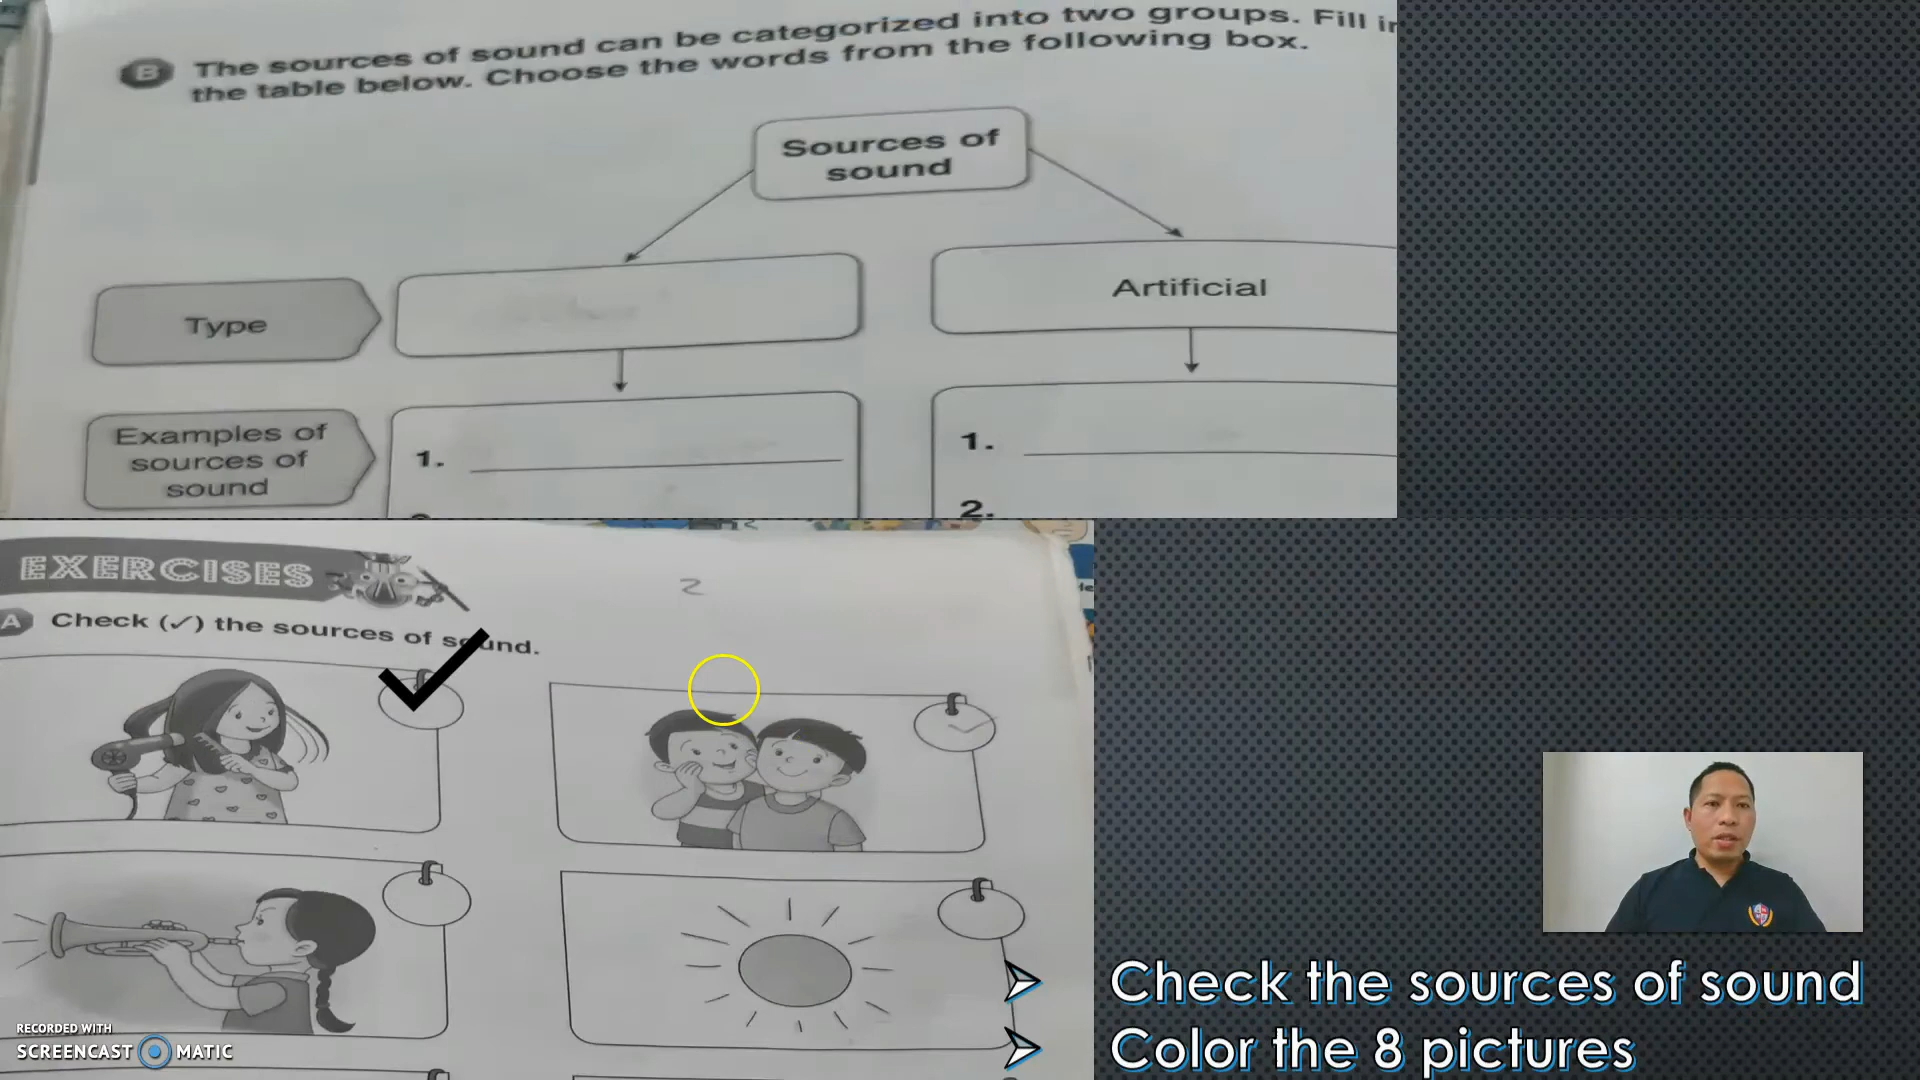 B The sources of sound can be categorized into two groups. Fill in
the table below. Choose the words from the following box.
Sources of
sound
Type
Artificial
Examples of
sources of
sound
1.
1.
2.
EXERCISES
2
A Check (✓) the sources of sound.
RECORDED WITH
SCREENCAST MATIC
Check the sources of sound
Color the 8 pictures